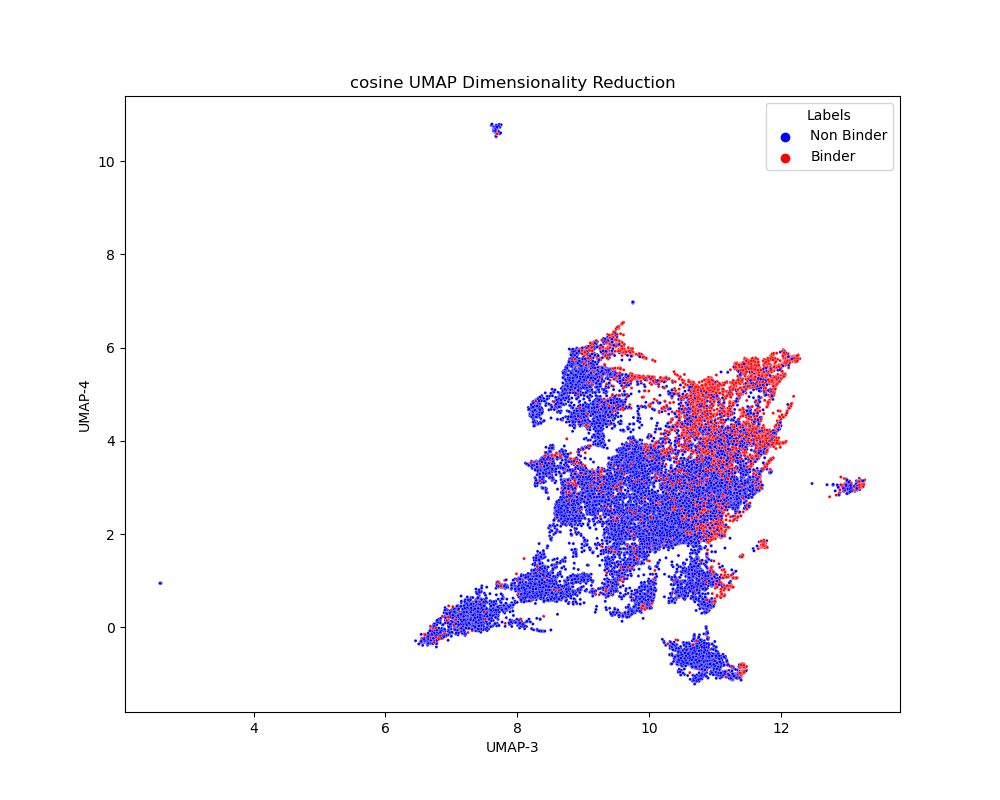 cosine UMAP Dimensionality Reduction
Labels
Non Binder
Binder
10
8
6
4
2
0
UMAP-4
4
6
8
10
12
UMAP-3